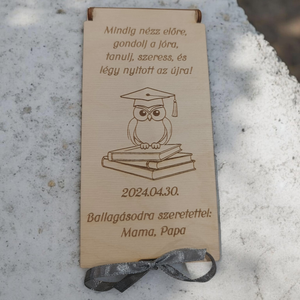 Mindig nézz előre,
gondolj a jóra,
tanulj, szeress, és
légy nyitott az újra!
2024.04.30.
Ballagásodra szeretettel:
Mama, Papa